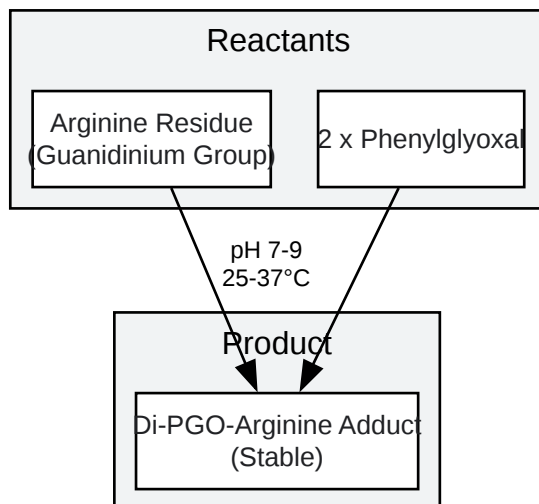 Reactants
Arginine Residue
(Guanidinium Group)
2 x Phenylglyoxal
pH 7-9
25-37°C
Product
Di-PGO-Arginine Adduct
(Stable)